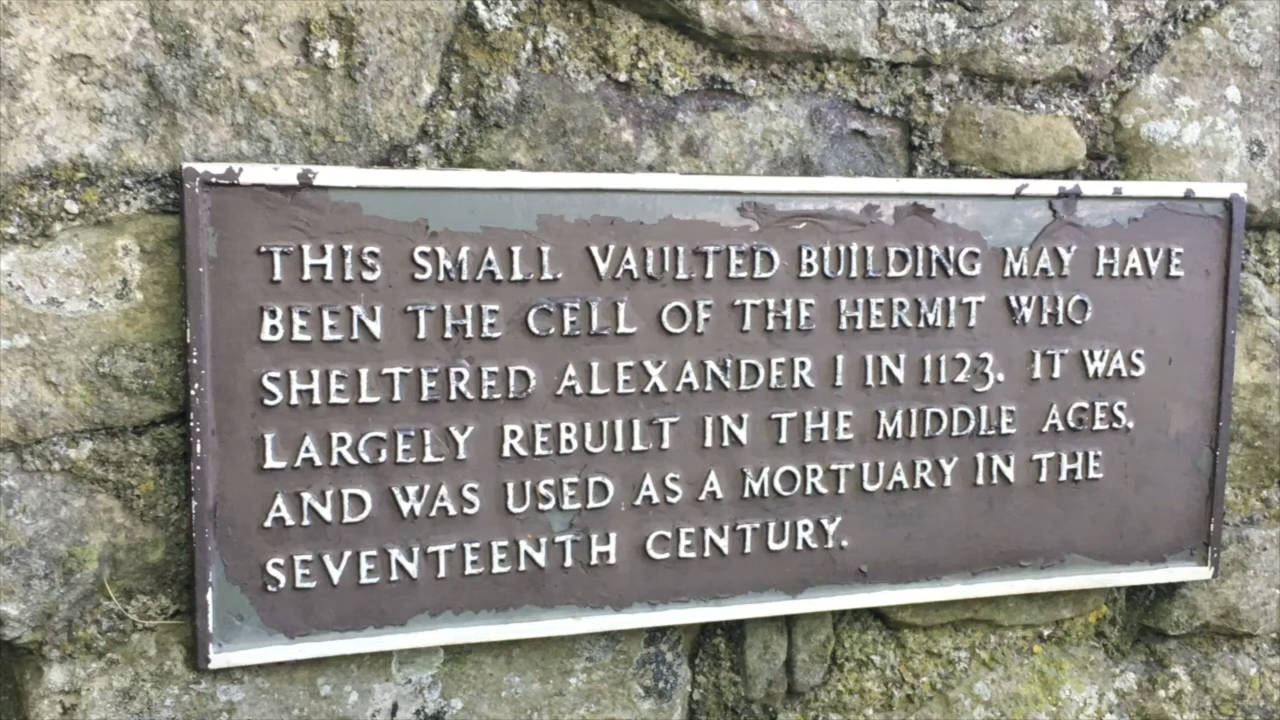 THIS SMALL VAULTED BUILDING MAY HAVE
BEEN THE CELL OF THE HERMIT WHO
SHELTERED ALEXANDER I IN 1123. IT WAS
LARGELY REBUILT IN THE MIDDLE AGES,
AND WAS USED AS A MORTUARY IN THE
SEVENTEENTH CENTURY.